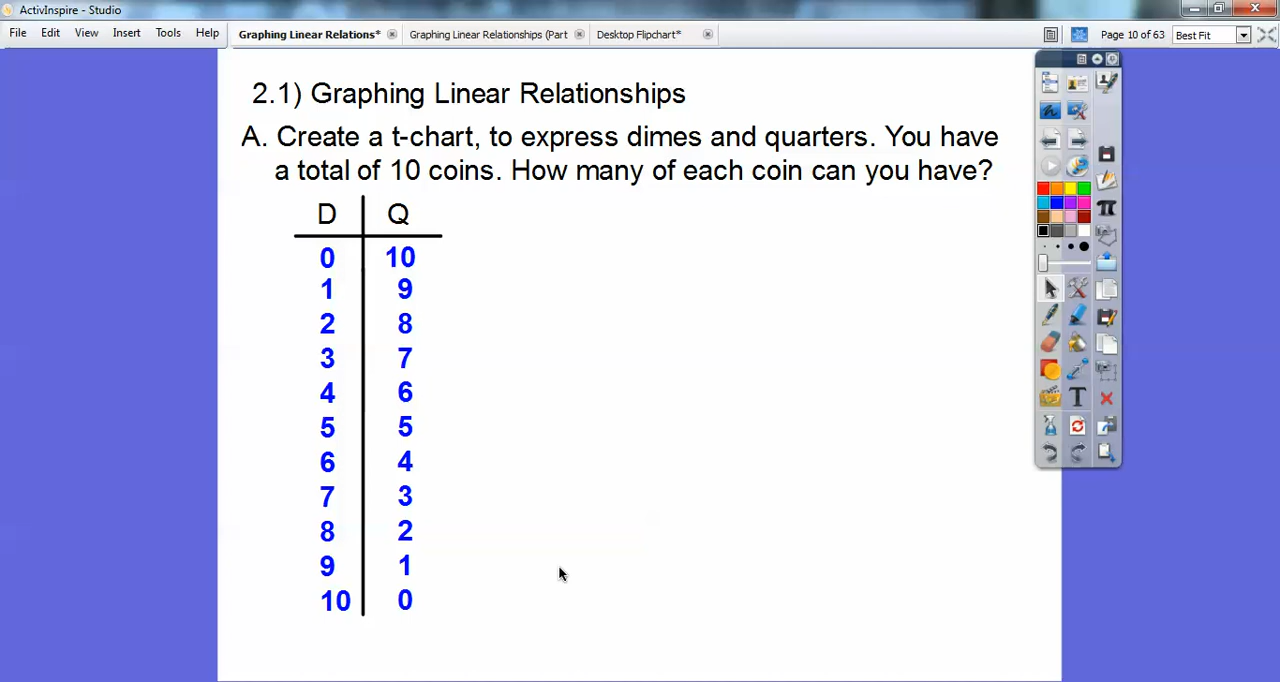 ActivInspire - Studio
File Edit View Insert Tools Help Graphing Linear Relations* Graphing Linear Relationships (Part Desktop Flipchart* Page 10 of 63 Best Fit
2.1) Graphing Linear Relationships
A. Create a t-chart, to express dimes and quarters. You have
a total of 10 coins. How many of each coin can you have?
D Q
0 10
1 9
2 8
3 7
4 6
5 5
6 4
7 3
8 2
9 1
10 0